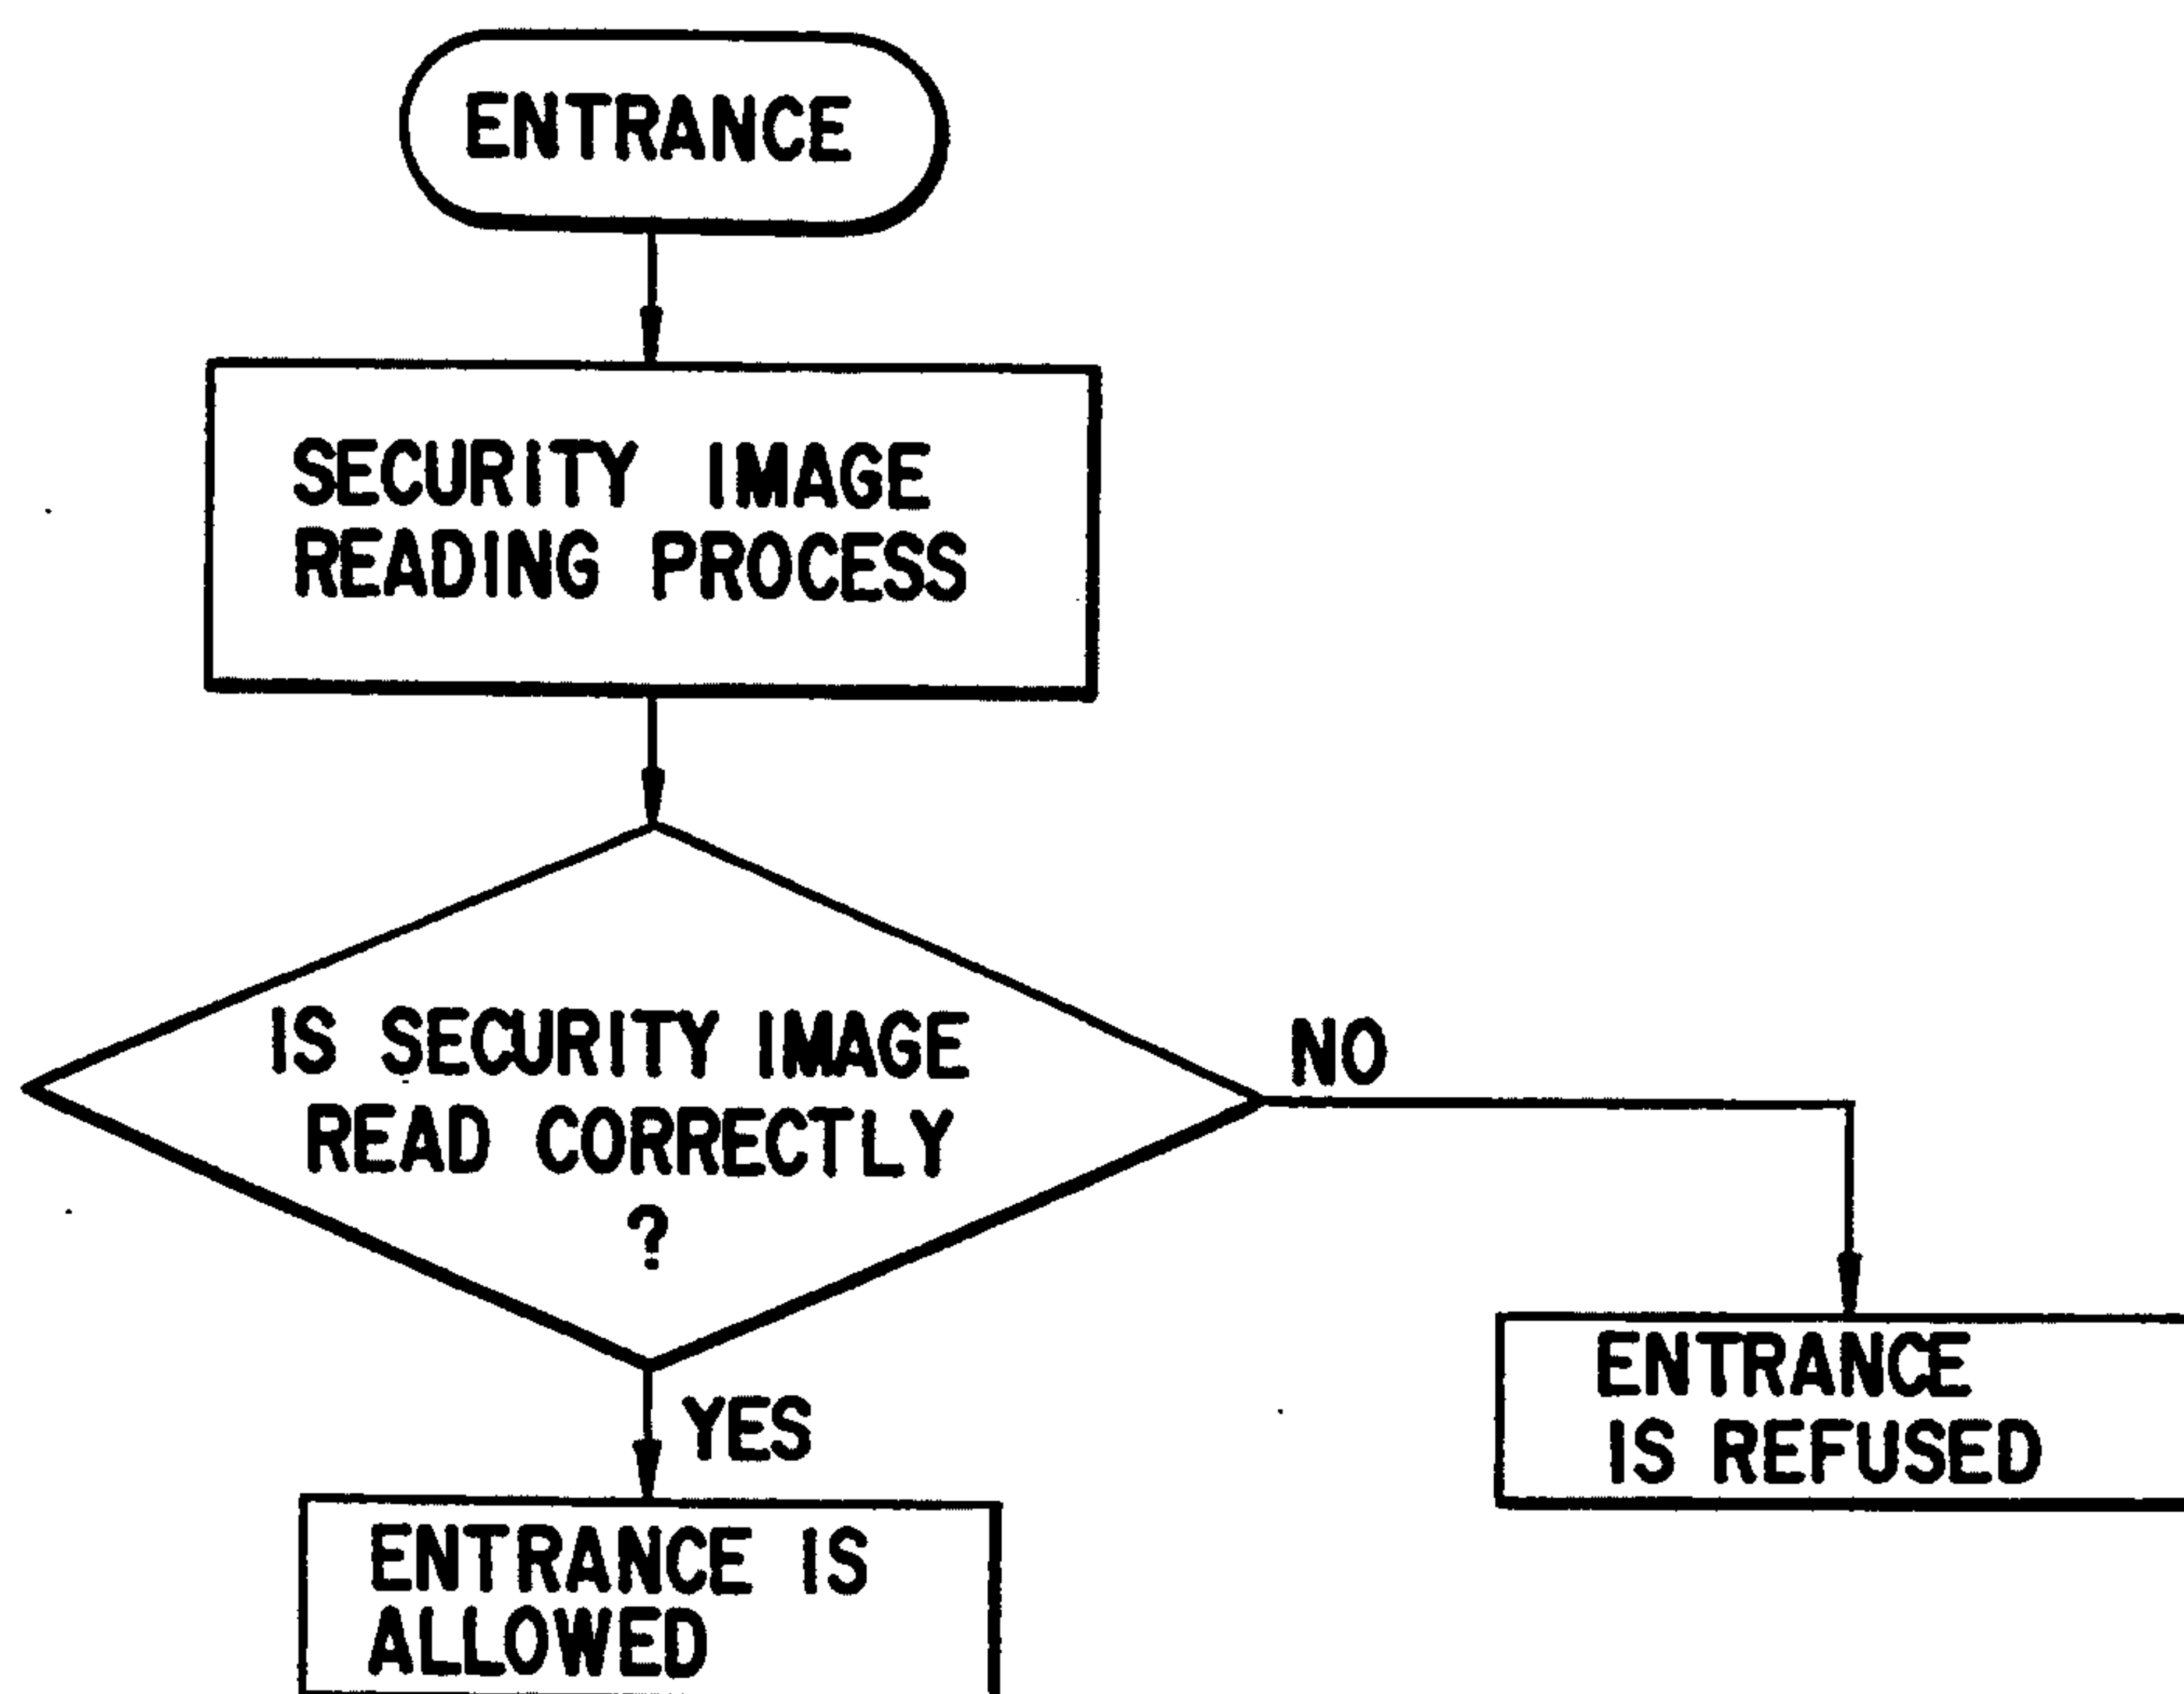 ENTRANCE
SECURITY IMAGE
READING PROCESS
IS SECURITY IMAGE
READ CORRECTLY
?
NO
YES
ENTRANCE
IS REFUSED
ENTRANCE IS
ALLOWED